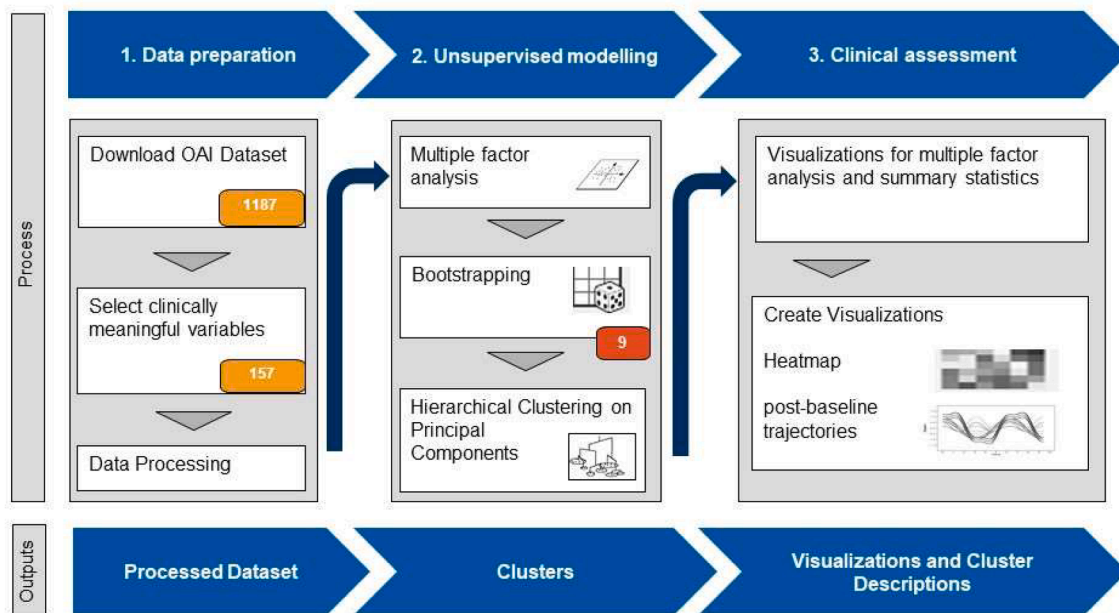 1. Data preparation
2. Unsupervised modelling
3. Clinical assessment
Process
Download OAI Dataset
1187
Select clinically
meaningful variables
157
Data Processing
Multiple factor
analysis
Bootstrapping
9
Hierarchical Clustering on
Principal
Components
Visualizations for multiple factor
analysis and summary statistics
Create Visualizations
Heatmap
post-baseline
trajectories
Outputs
Processed Dataset
Clusters
Visualizations and Cluster
Descriptions